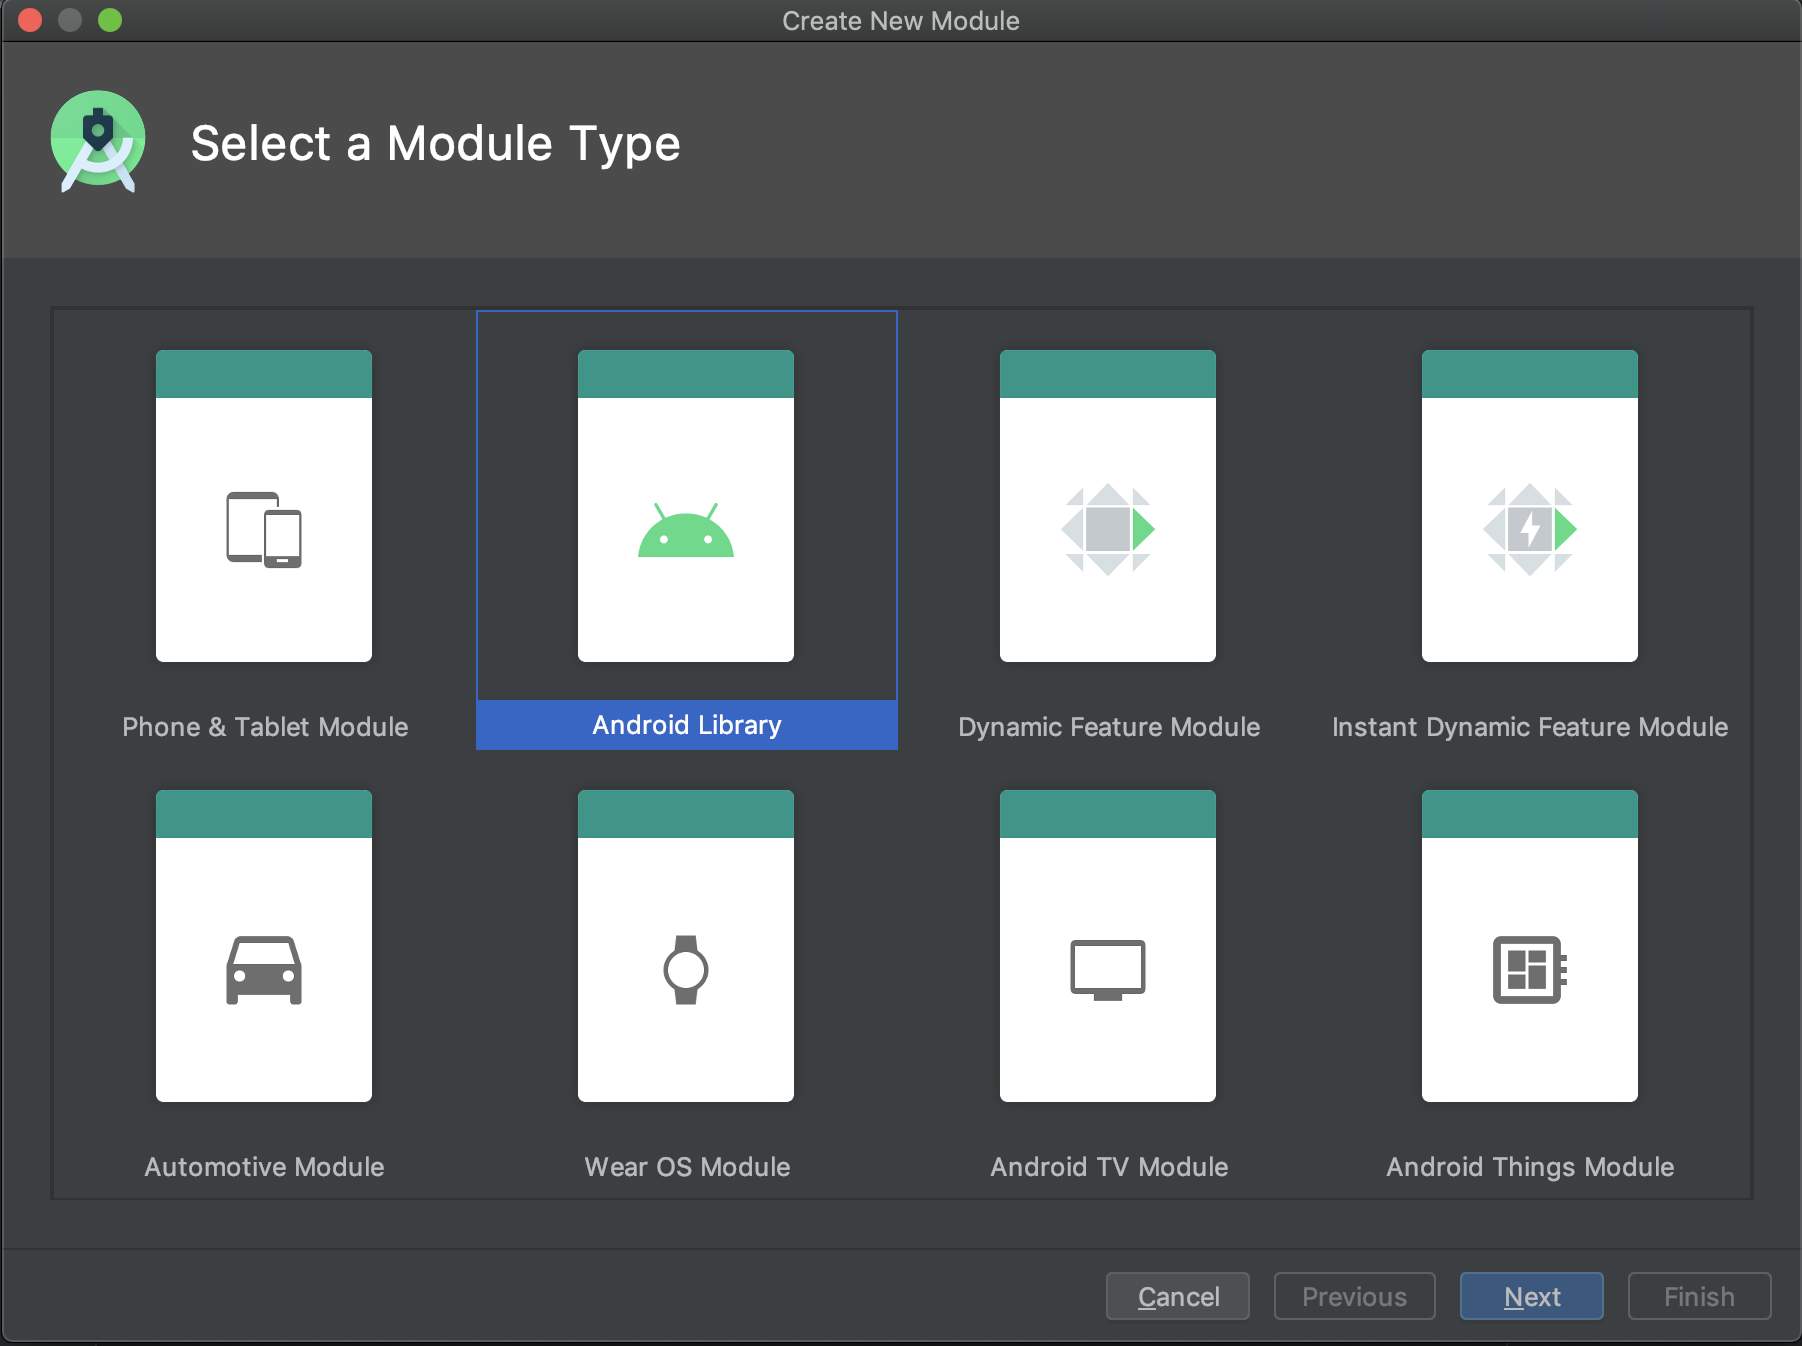 Create New Module
Select a Module Type
Phone & Tablet Module
Android Library
Dynamic Feature Module
Instant Dynamic Feature Module
Automotive Module
Wear OS Module
Android TV Module
Android Things Module
Cancel
Previous
Next
Finish